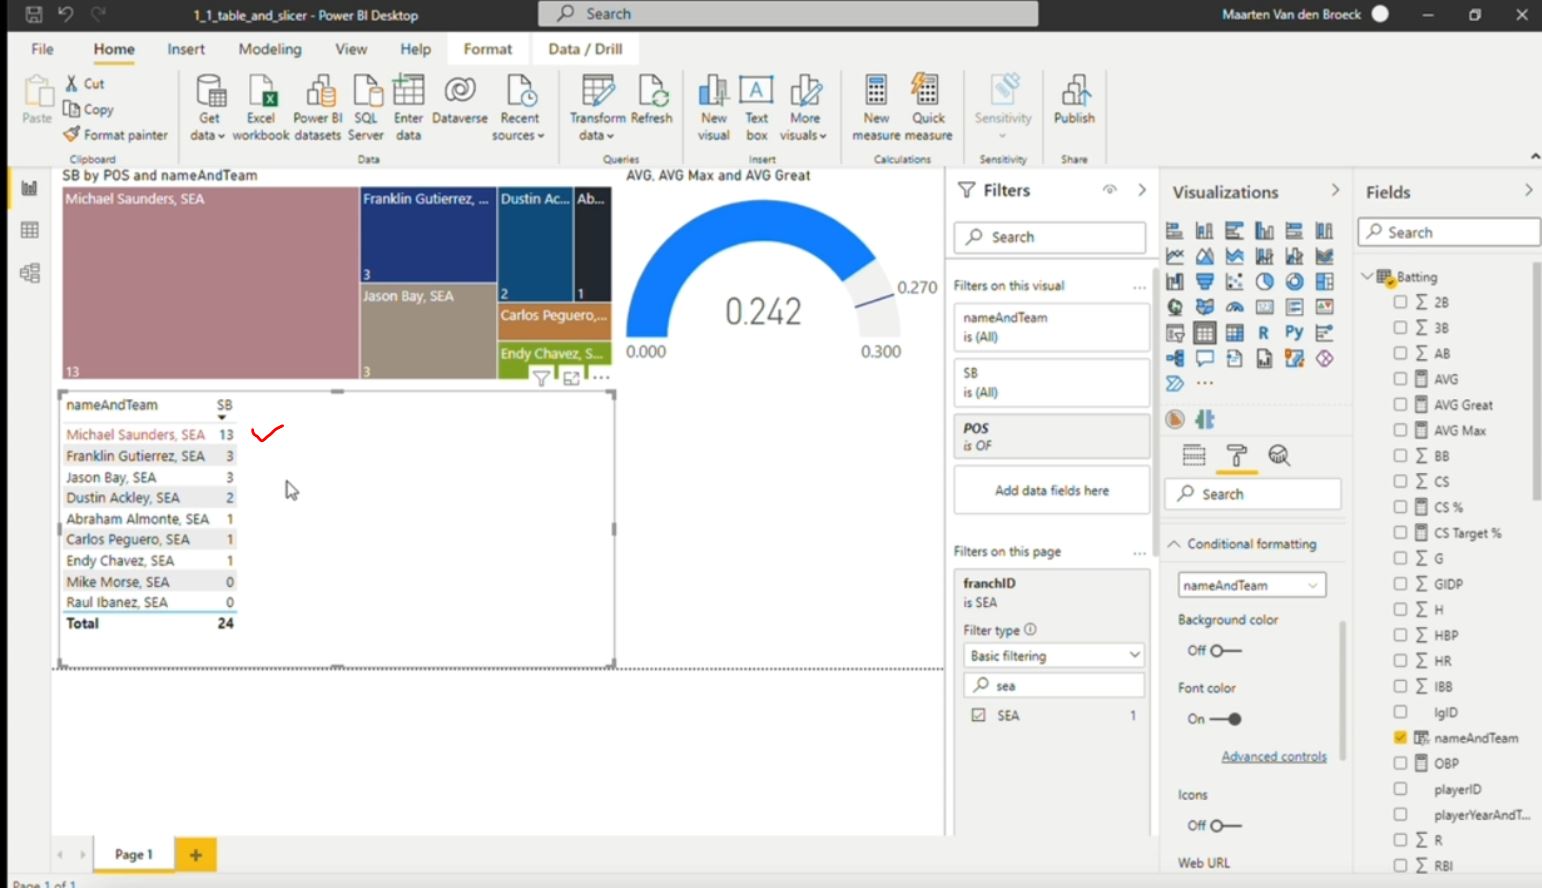 1_1_table_and_slicer - Power BI Desktop
Search
Maarten Van den Broeck
File
Home
Insert
Modeling
View
Help
Format
Data / Drill
Paste
Cut
Copy
Format painter
Clipboard
Get data
Excel workbook
Power BI datasets
SQL Server
Enter data
Dataverse
Recent sources
Data
Transform data
Refresh
Queries
New visual
Text box
More visuals
Insert
New measure
Quick measure
Calculations
Sensitivity
Sensitivity
Publish
Share
SB by POS and nameAndTeam
Michael Saunders, SEA
13
Franklin Gutierrez, ...
3
Jason Bay, SEA
3
Dustin Ac...
2
Ab...
1
Carlos Peguero,...
Endy Chavez, S...
AVG, AVG Max and AVG Great
0.242
0.270
0.000
0.300
nameAndTeam SB
Michael Saunders, SEA 13
Franklin Gutierrez, SEA 3
Jason Bay, SEA 3
Dustin Ackley, SEA 2
Abraham Almonte, SEA 1
Carlos Peguero, SEA 1
Endy Chavez, SEA 1
Mike Morse, SEA 0
Raul Ibanez, SEA 0
Total 24
Filters
Search
Filters on this visual
nameAndTeam
is (All)
SB
is (All)
POS
is OF
Add data fields here
Filters on this page
franchID
is SEA
Filter type
Basic filtering
sea
SEA 1
Visualizations
R
Py
Search
Conditional formatting
nameAndTeam
Background color
Off
Font color
On
Advanced controls
Icons
Off
Web URL
Fields
Search
Batting
2B
3B
AB
AVG
AVG Great
AVG Max
BB
CS
CS %
CS Target %
G
GIDP
H
HBP
HR
IBB
lgID
nameAndTeam
OBP
playerID
playerYearAndT...
R
RBI
Page 1
Page 1 of 1